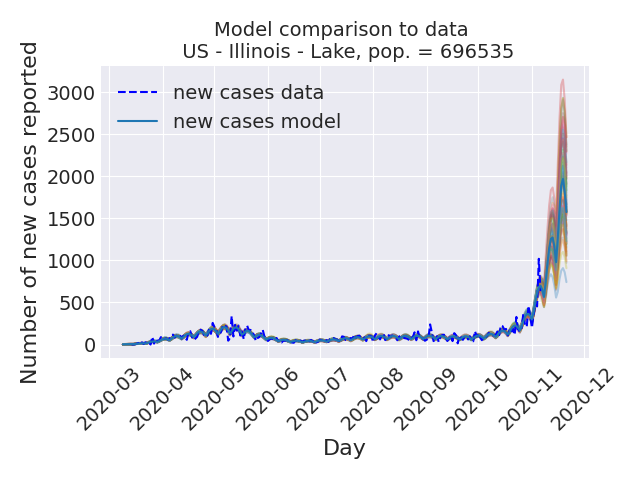 Model comparison to data
US - Illinois - Lake, pop. = 696535
Number of new cases reported
3000
2500
2000
1500
1000
500
0
new cases data
new cases model
2020-03
2020-04
2020-05
2020-06
2020-07
2020-08
2020-09
2020-10
2020-11
2020-12
Day